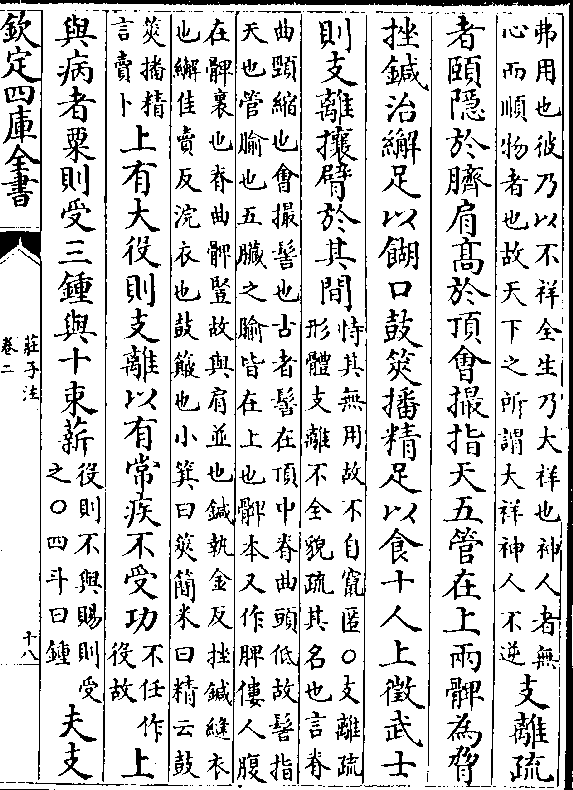 弗用也彼乃以不祥全生乃大祥也神人者無
心而順物者也故天下之所謂大祥神人不逆
支離疏
者頤隱於臍肩髙於頂會撮指天五管在上兩髀為脅
挫鍼治繲足以餬口鼓筴播精足以食十人上徵武士
則支離攘臂於其間
恃其無用故不自竄匿○支離疏
形體支離不全貌疏其名也言脊
曲頸縮也會撮髻也古者髻在頂中脊曲頭低故髻指
天也管腧也五臟之腧皆在上也髀本又作脾僂人腹
在髀裏也脊曲髀豎故與肩並也鍼執金反挫鍼縫衣
也繲佳賣反浣衣也鼓簸也小箕曰筴簡米曰精云鼓
筴播精
言賣卜
上有大役則支離以有常疾不受功
不任作
役故
上
與病者粟則受三鍾與十束薪
役則不與賜則受
之○四斗曰鍾
夫支
欽定四庫全書
莊子注
卷二
十八